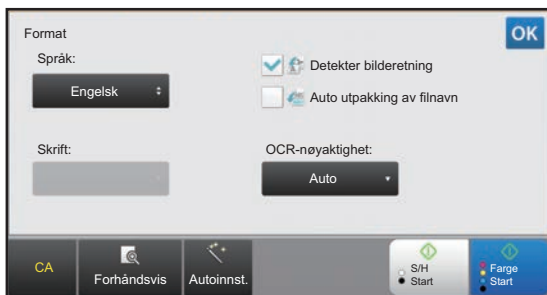 Format
OK
Språk:
Engelsk
Detekter bilderetning
Auto utpakking av filnavn
Skrift:
OCR-nøyaktighet:
Auto
CA
Forhåndsvis
Autoinnst.
S/H
Start
Farge
Start